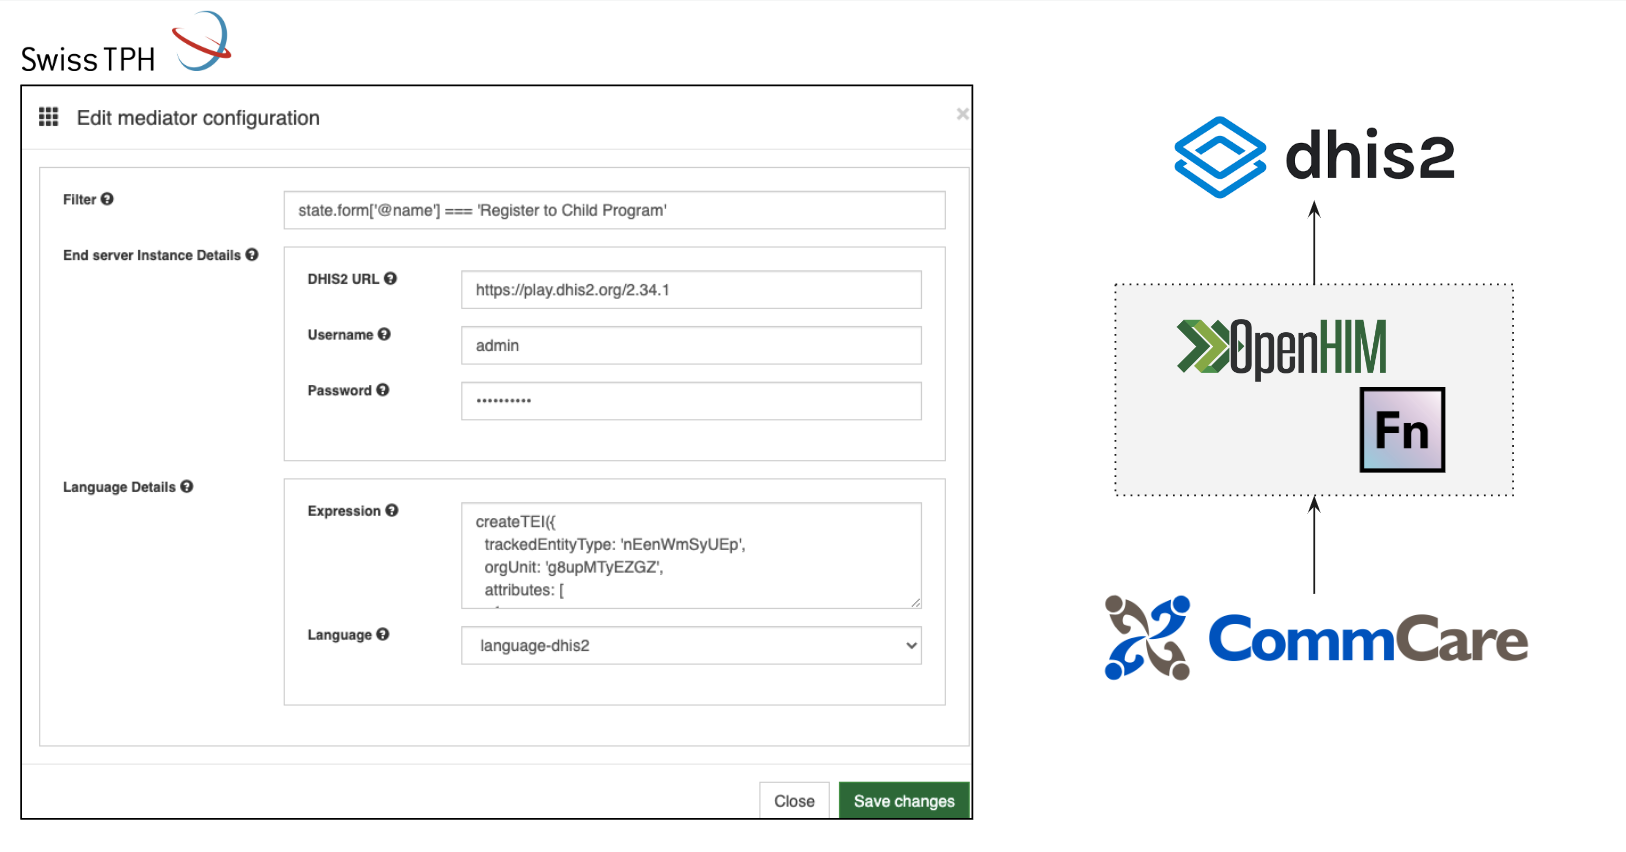 Swiss TPH
Edit mediator configuration
×
Filter
state.form['@name'] === 'Register to Child Program'
End server Instance Details
DHIS2 URL
https://play.dhis2.org/2.34.1
Username
admin
Password
••••••••••
Language Details
Expression
createTEI({
trackedEntityType: 'nEenWmSyUEp',
orgUnit: 'g8upMTyEZGZ',
attributes: [
Language
language-dhis2
Close
Save changes
dhis2
OpenHIM
Fn
CommCare